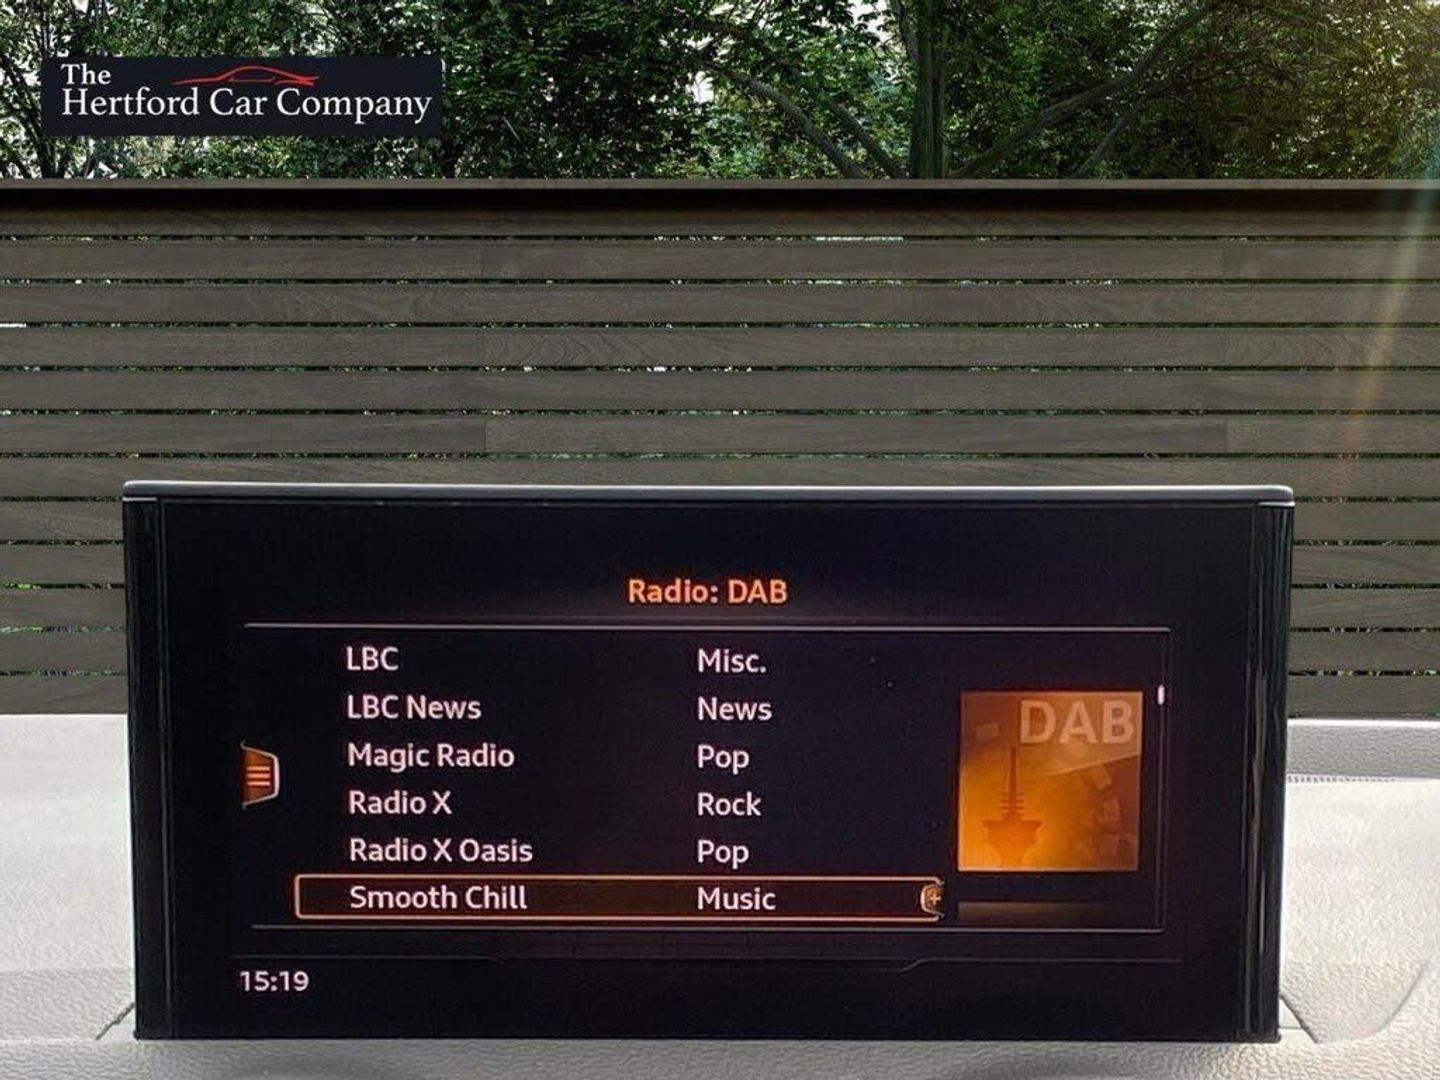 The
Hertford Car Company
Radio: DAB
LBC Misc.
LBC News News
Magic Radio Pop
Radio X Rock
Radio X Oasis Pop
Smooth Chill Music
DAB
15:19